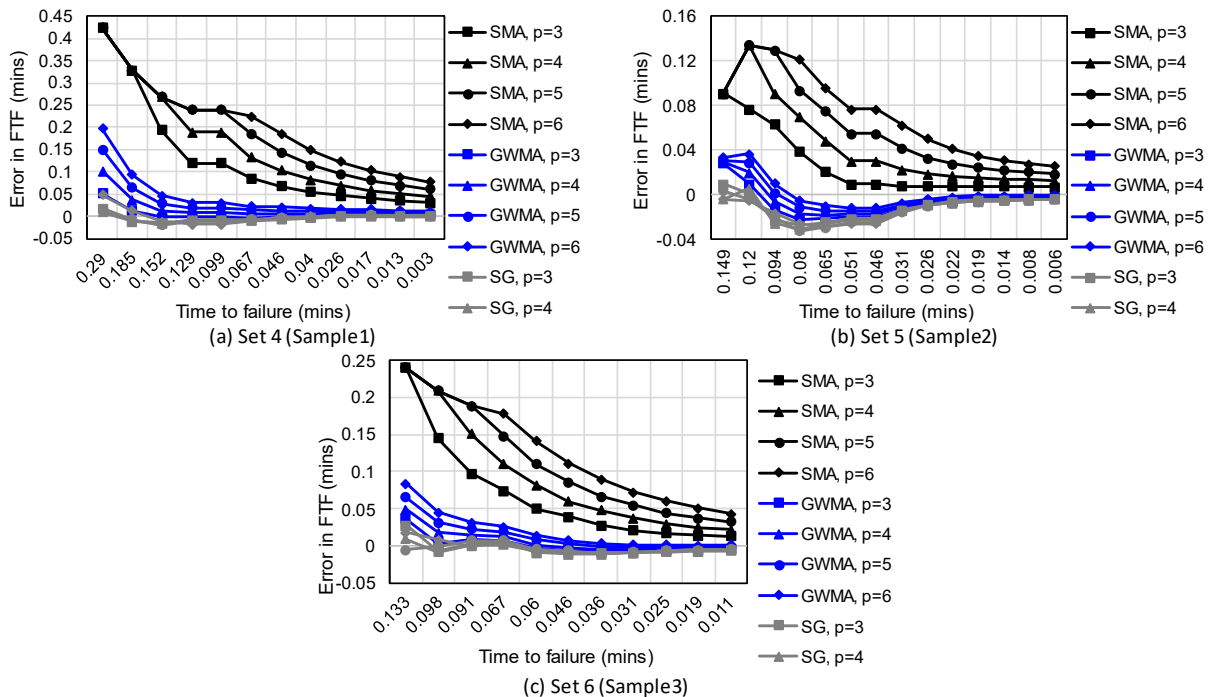 Error in FTF (mins)
0.45
0.4
0.35
0.3
0.25
0.2
0.15
0.1
0.05
0
-0.05
0.29
0.185
0.152
0.129
0.099
0.067
0.046
0.04
0.026
0.017
0.013
0.003
Time to failure (mins)
SMA, p=3
SMA, p=4
SMA, p=5
SMA, p=6
GWMA, p=3
GWMA, p=4
GWMA, p=5
GWMA, p=6
SG, p=3
SG, p=4
(a) Set 4 (Sample1)
Error in FTF (mins)
0.16
0.12
0.08
0.04
0
-0.04
0.149
0.12
0.094
0.08
0.065
0.051
0.046
0.031
0.026
0.022
0.019
0.014
0.008
0.006
Time to failure (mins)
SMA, p=3
SMA, p=4
SMA, p=5
SMA, p=6
GWMA, p=3
GWMA, p=4
GWMA, p=5
GWMA, p=6
SG, p=3
SG, p=4
(b) Set 5 (Sample2)
Error in FTF (mins)
0.25
0.2
0.15
0.1
0.05
0
-0.05
0.133
0.098
0.091
0.067
0.06
0.046
0.036
0.031
0.025
0.019
0.011
Time to failure (mins)
SMA, p=3
SMA, p=4
SMA, p=5
SMA, p=6
GWMA, p=3
GWMA, p=4
GWMA, p=5
GWMA, p=6
SG, p=3
SG, p=4
(c) Set 6 (Sample3)